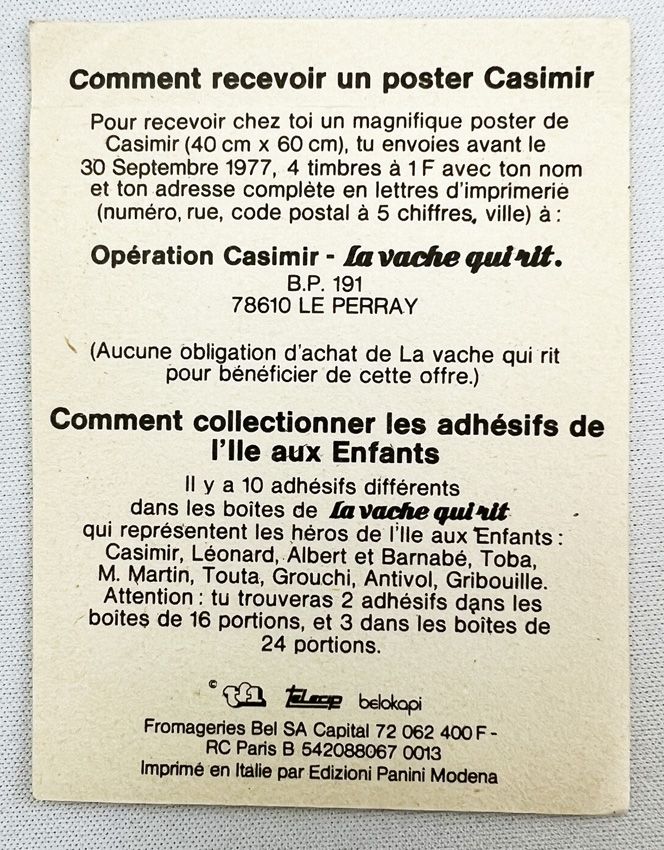 Comment recevoir un poster Casimir
Pour recevoir chez toi un magnifique poster de
Casimir (40 cm x 60 cm), tu envoies avant le
30 Septembre 1977, 4 timbres à 1 F avec ton nom
et ton adresse complète en lettres d'imprimerie
(numéro, rue, code postal à 5 chiffres, ville) à :
Opération Casimir - La vache qui rit.
B.P. 191
78610 LE PERRAY
(Aucune obligation d'achat de La vache qui rit
pour bénéficier de cette offre.)
Comment collectionner les adhésifs de
l'Ile aux Enfants
Il y a 10 adhésifs différents
dans les boites de La vache qui rit
qui représentent les héros de l'Ile aux Enfants :
Casimir, Léonard, Albert et Barnabé, Toba,
M. Martin, Touta, Grouchi, Antivol, Gribouille.
Attention : tu trouveras 2 adhésifs dans les
boîtes de 16 portions, et 3 dans les boîtes de
24 portions.
© tf1 telecip belokapi
Fromageries Bel SA Capital 72 062 400 F -
RC Paris B 542088067 0013
Imprimé en Italie par Edizioni Panini Modena